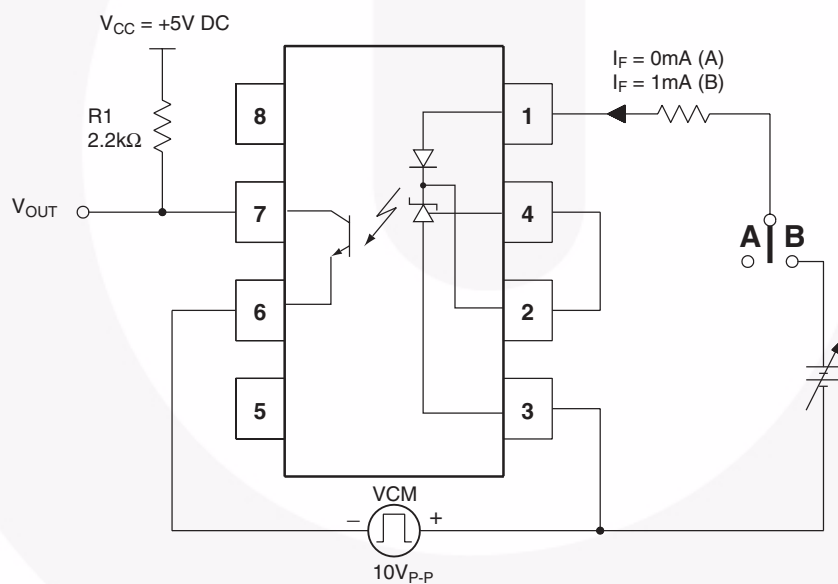 V_CC = +5V DC
R1
2.2kΩ
V_OUT
I_F = 0mA (A)
I_F = 1mA (B)
8
7
6
5
1
4
2
3
A B
VCM
– +
10V_P-P